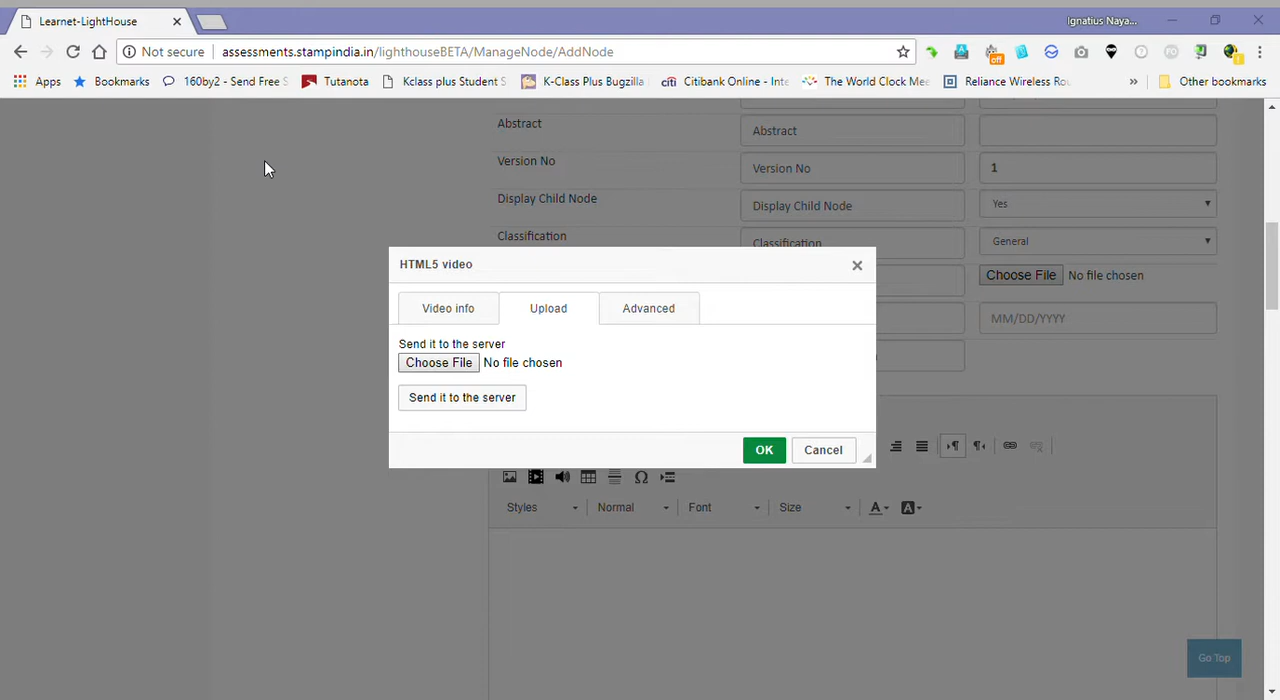 Learnet-LightHouse
Ignatius Naya...
Not secure assessments.stampindia.in/lighthouseBETA/ManageNode/AddNode
off
Apps Bookmarks 160by2 - Send Free S Tutanota Kclass plus Student S K-Class Plus Bugzilla citi Citibank Online - Inte The World Clock Mee Reliance Wireless Rou » Other bookmarks
Abstract Abstract
Version No Version No 1
Display Child Node Display Child Node Yes
Classification Classification General
Choose File No file chosen
MM/DD/YYYY
HTML5 video
Video info Upload Advanced
Send it to the server
Choose File No file chosen
Send it to the server
OK Cancel
Styles Normal Font Size A A
Go Top